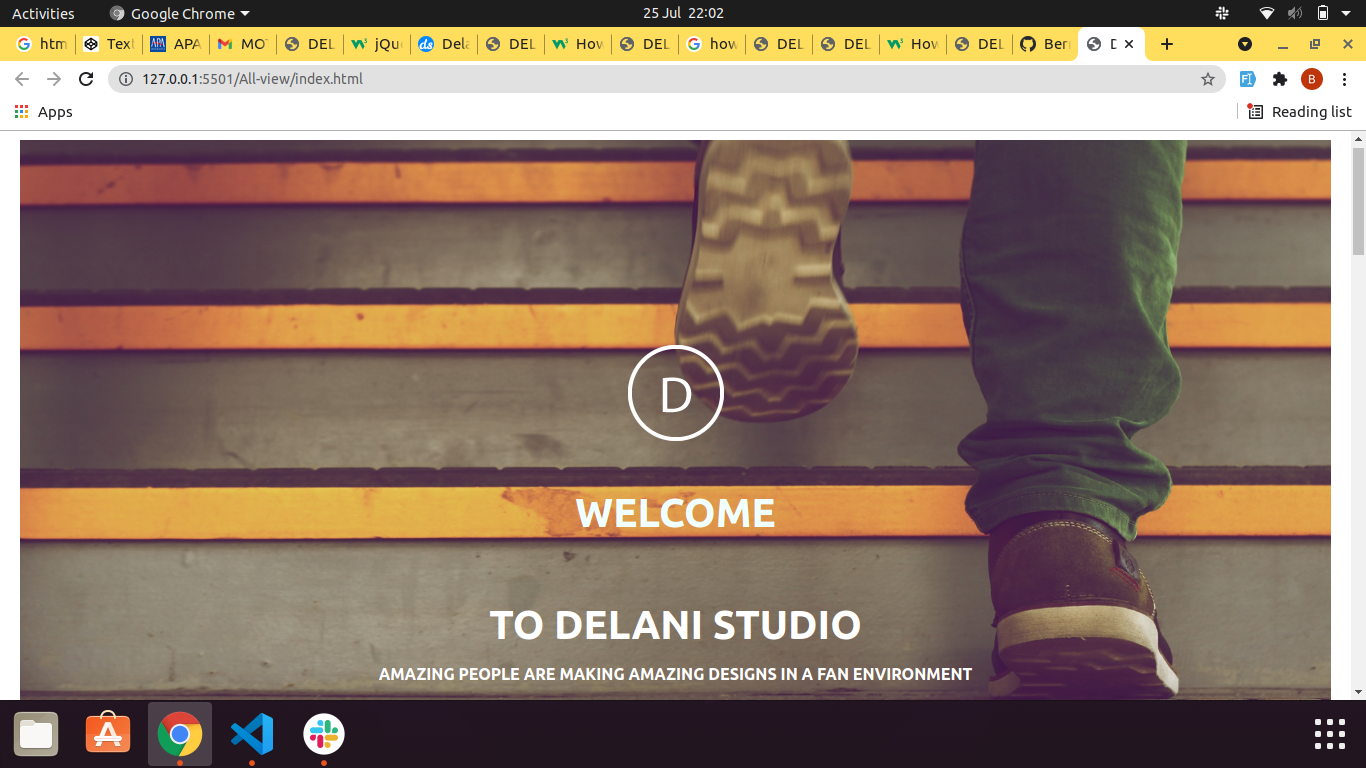 Activities
Google Chrome
25 Jul 22:02
htm
Text
APA
MOT
DEL
jQu
Dela
DEL
How
DEL
how
DEL
DEL
How
DEL
Ber
D
127.0.0.1:5501/All-view/index.html
B
Apps
Reading list
D
WELCOME
TO DELANI STUDIO
AMAZING PEOPLE ARE MAKING AMAZING DESIGNS IN A FAN ENVIRONMENT